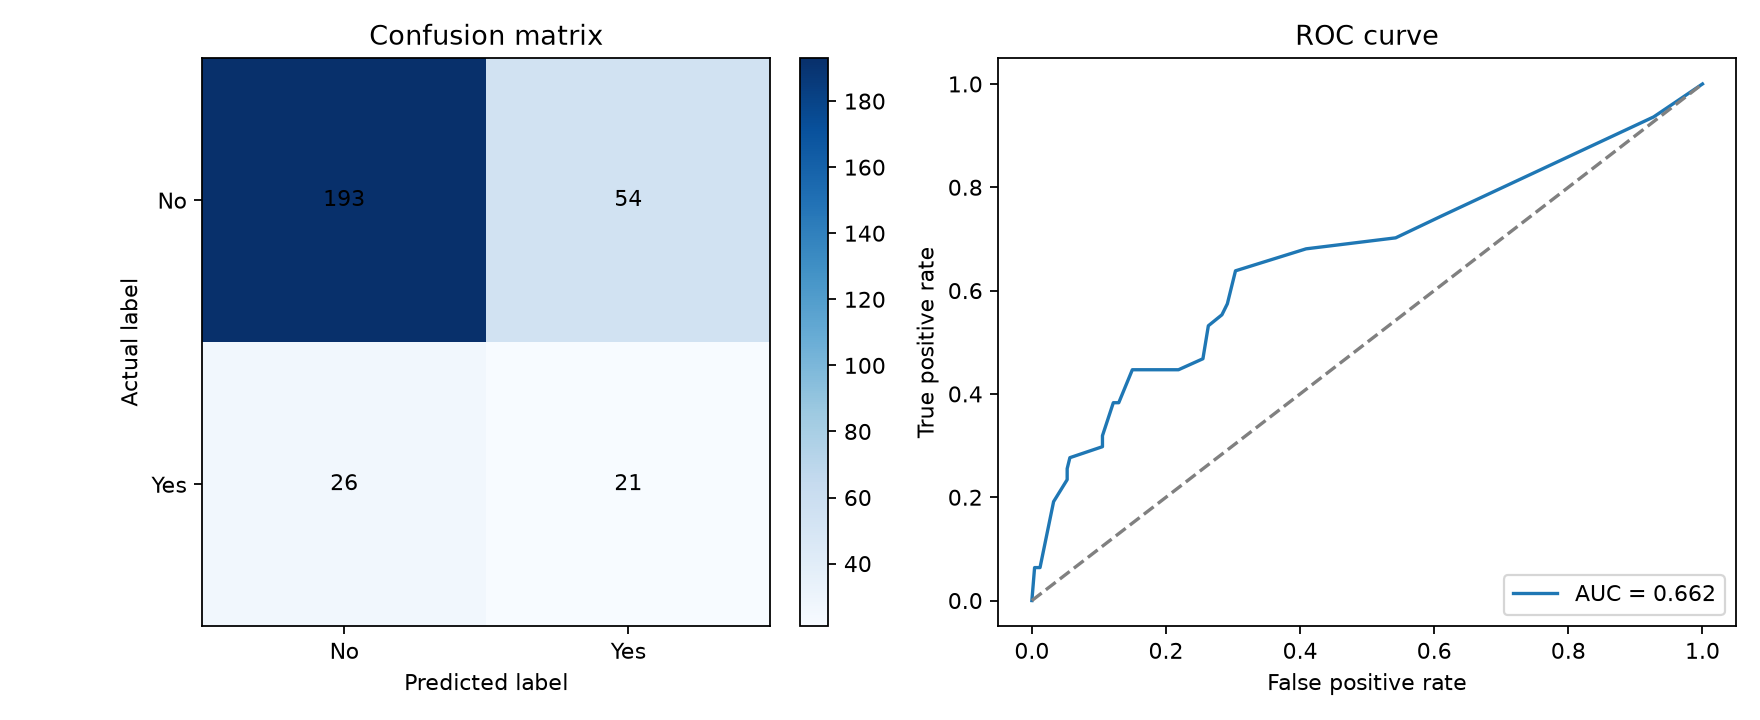 Confusion matrix
193
54
26
21
No
Yes
Actual label
No
Yes
Predicted label
180
160
140
120
100
80
60
40
ROC curve
1.0
0.8
0.6
0.4
0.2
0.0
True positive rate
0.0
0.2
0.4
0.6
0.8
1.0
False positive rate
AUC = 0.662